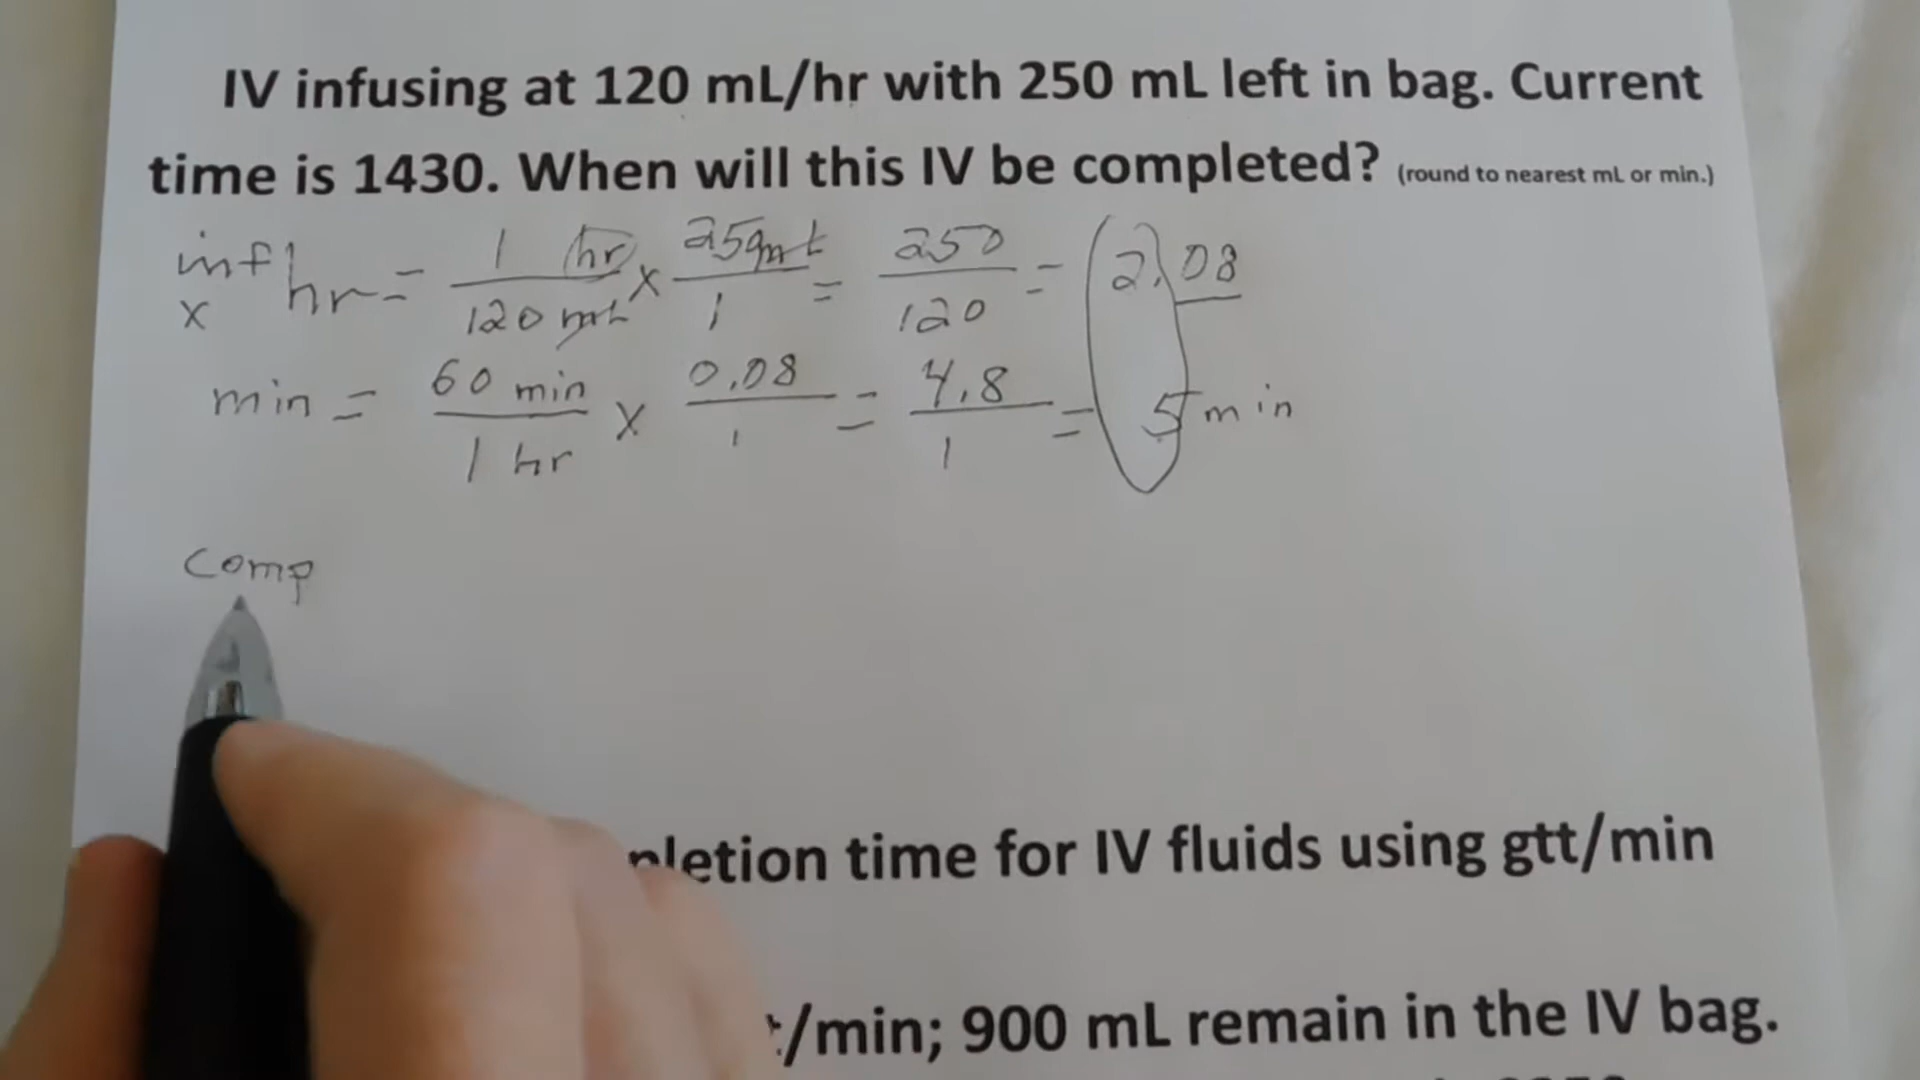 IV infusing at 120 mL/hr with 250 mL left in bag. Current
time is 1430. When will this IV be completed? (round to nearest mL or min.)
inf
x
hr = 1 hr / 120 mL x 250 mL / 1 = 250 / 120 = 2.08
min = 60 min / 1 hr x 0.08 / 1 = 4.8 / 1 = 5 min
Comp
pletion time for IV fluids using gtt/min
t/min; 900 mL remain in the IV bag.